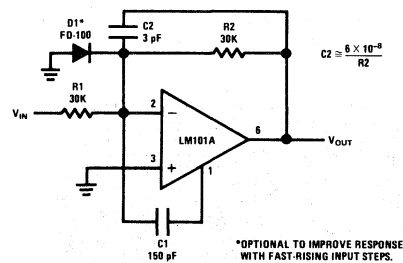 D1*
FD-100
C2
3 pF
R2
30K
C2 ≅ 6 × 10⁻⁸
R2
R1
30K
VIN
2
−
LM101A
6
VOUT
3
+
1
C1
150 pF
*OPTIONAL TO IMPROVE RESPONSE
WITH FAST-RISING INPUT STEPS.